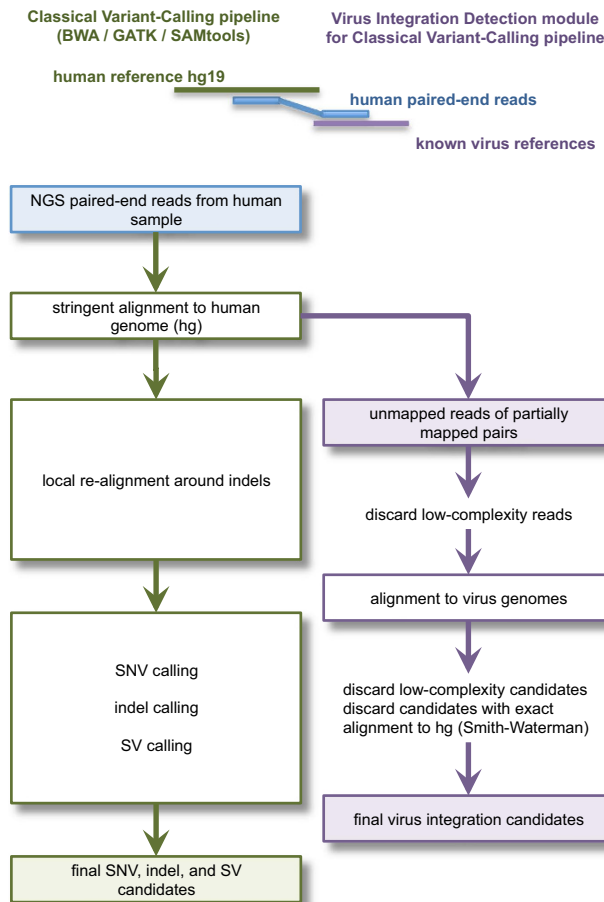 Classical Variant-Calling pipeline
(BWA / GATK / SAMtools)
Virus Integration Detection module
for Classical Variant-Calling pipeline
human reference hg19
human paired-end reads
known virus references
NGS paired-end reads from human
sample
stringent alignment to human
genome (hg)
local re-alignment around indels
SNV calling
indel calling
SV calling
final SNV, indel, and SV
candidates
unmapped reads of partially
mapped pairs
discard low-complexity reads
alignment to virus genomes
discard low-complexity candidates
discard candidates with exact
alignment to hg (Smith-Waterman)
final virus integration candidates